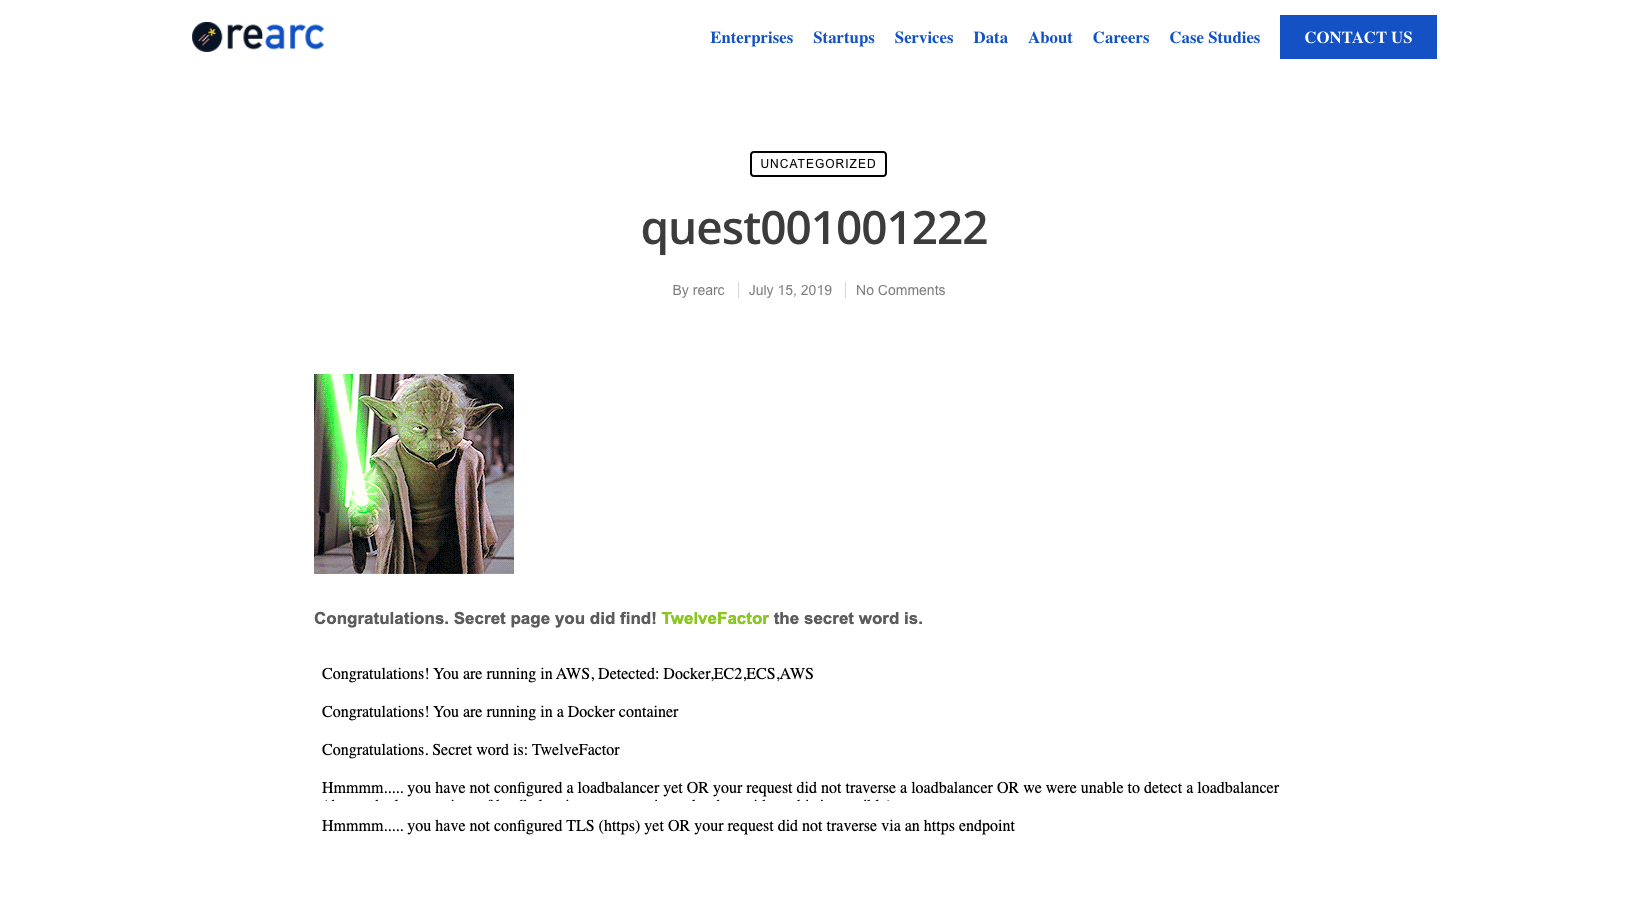 rearc
Enterprises Startups Services Data About Careers Case Studies CONTACT US
UNCATEGORIZED
quest001001222
By rearc July 15, 2019 No Comments
Congratulations. Secret page you did find! TwelveFactor the secret word is.
Congratulations! You are running in AWS, Detected: Docker,EC2,ECS,AWS
Congratulations! You are running in a Docker container
Congratulations. Secret word is: TwelveFactor
Hmmmm..... you have not configured a loadbalancer yet OR your request did not traverse a loadbalancer OR we were unable to detect a loadbalancer
Hmmmm..... you have not configured TLS (https) yet OR your request did not traverse via an https endpoint